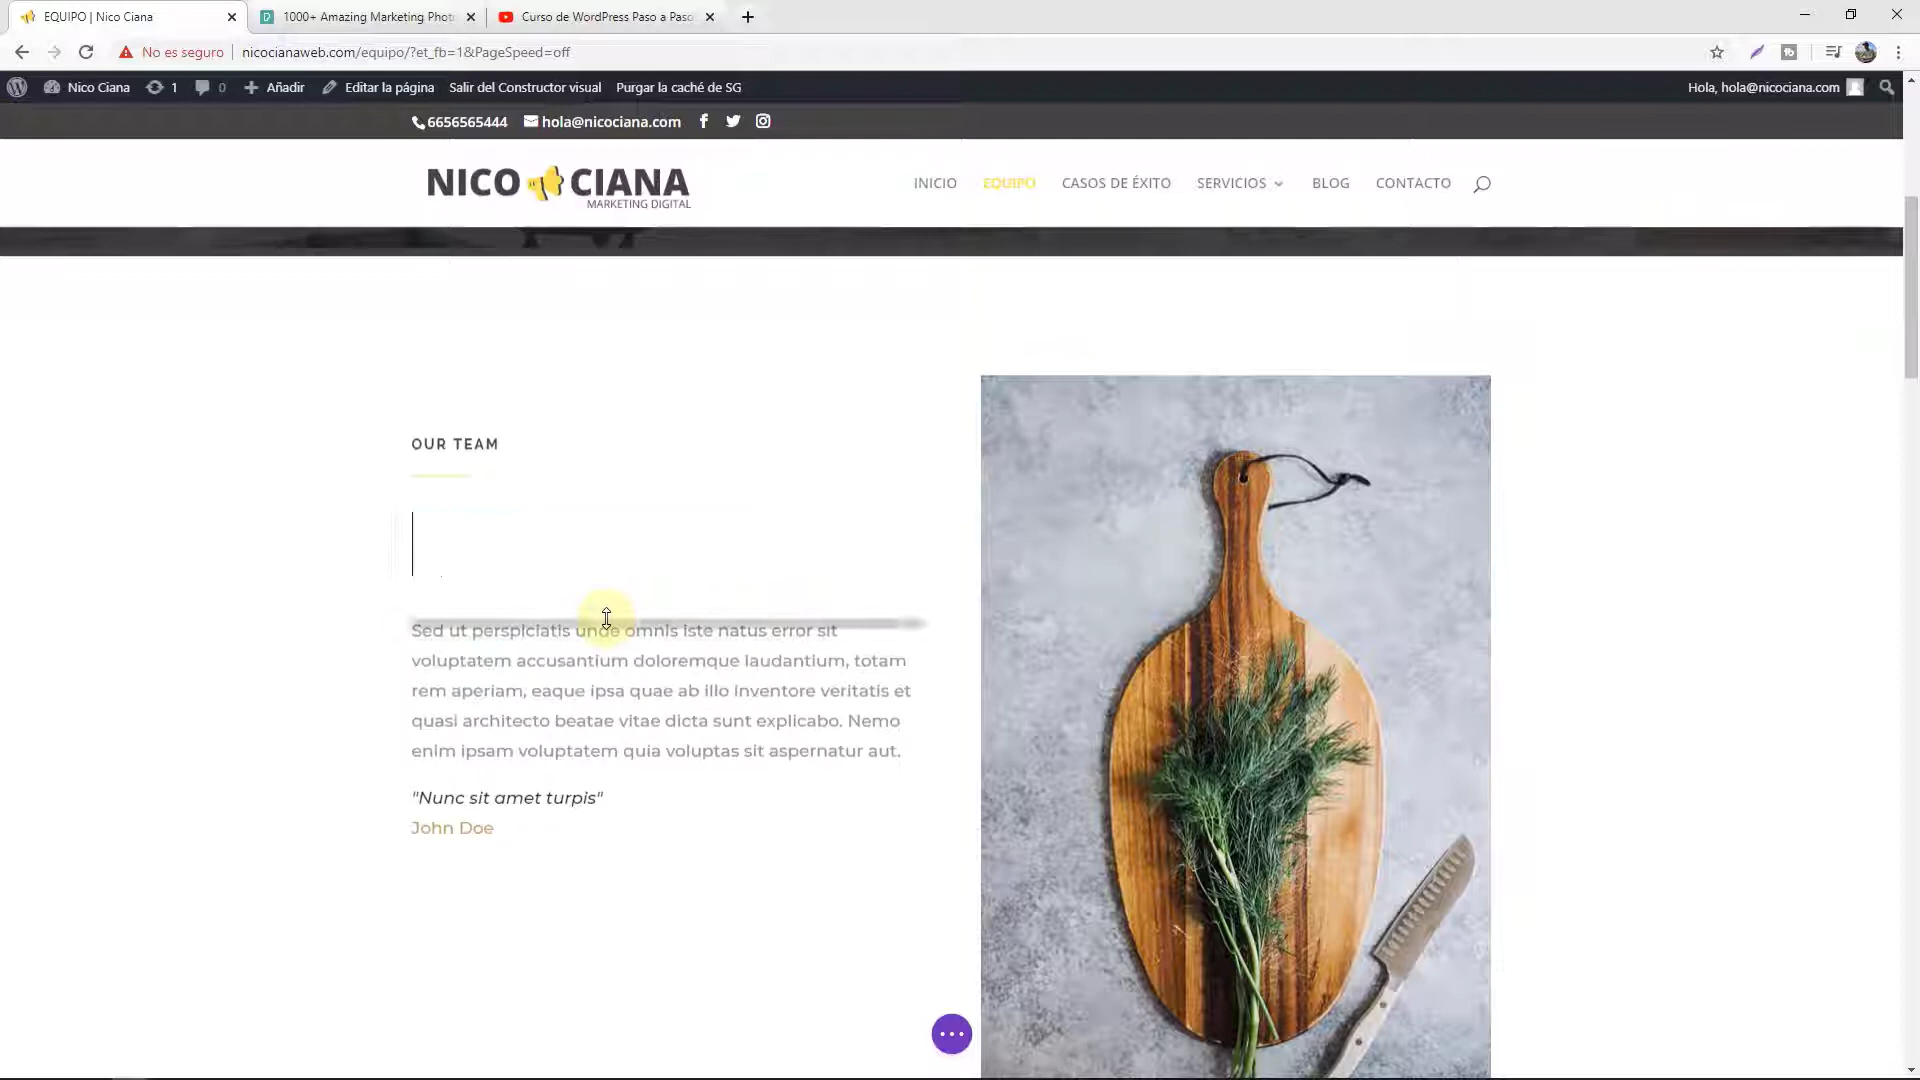 EQUIPO | Nico Ciana
1000+ Amazing Marketing Phot
Curso de WordPress Paso a Paso
No es seguro
nicocianaweb.com/equipo/?et_fb=1&PageSpeed=off
Nico Ciana
1
0
Añadir
Editar la página
Salir del Constructor visual
Purgar la caché de SG
Hola, hola@nicociana.com
6656565444
hola@nicociana.com
NICO CIANA
MARKETING DIGITAL
INICIO
EQUIPO
CASOS DE ÉXITO
SERVICIOS
BLOG
CONTACTO
OUR TEAM
Sed ut perspiciatis unde omnis iste natus error sit
voluptatem accusantium doloremque laudantium, totam
rem aperiam, eaque ipsa quae ab illo inventore veritatis et
quasi architecto beatae vitae dicta sunt explicabo. Nemo
enim ipsam voluptatem quia voluptas sit aspernatur aut.
"Nunc sit amet turpis"
John Doe